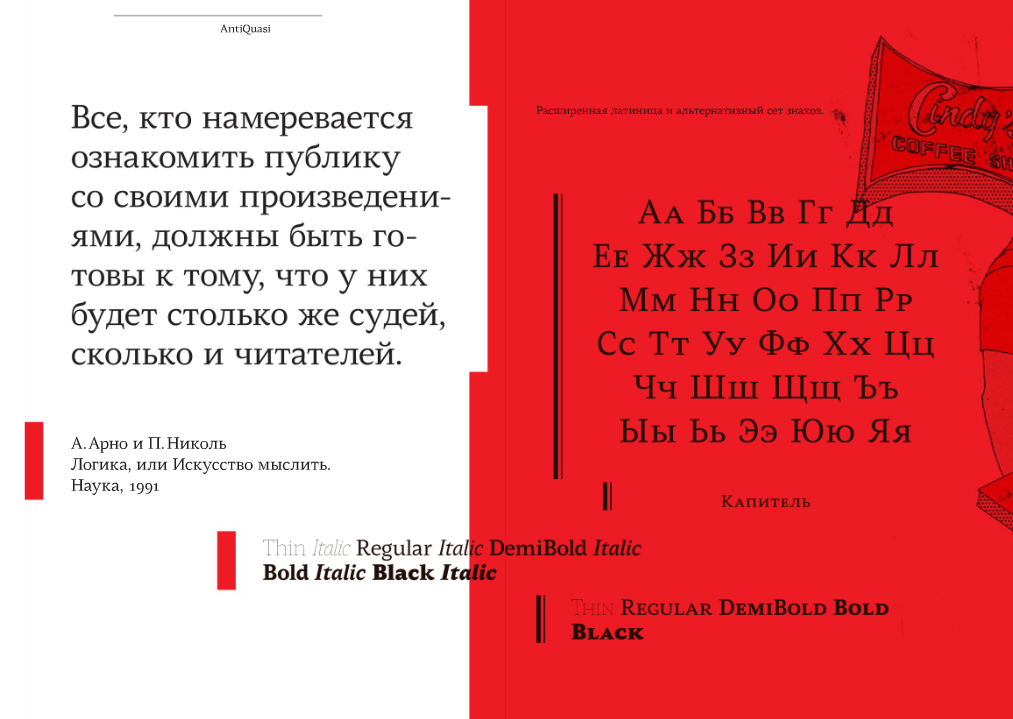 AntiQuasi
Все, кто намеревается
ознакомить публику
со своими произведени-
ями, должны быть го-
товы к тому, что у них
будет столько же судей,
сколько и читателей.
А. Арно и П. Николь
Логика, или Искусство мыслить.
Наука, 1991
Thin Italic Regular Italic DemiBold Italic
Bold Italic Black Italic
Расширенная латиница и альтернативный сет знаков.
Cindy's
COFFEE SH
Аа Бб Вв Гг Дд
Ее Жж Зз Ии Кк Лл
Мм Нн Оо Пп Рр
Сс Тт Уу Фф Хх Цц
Чч Шш Щщ Ъъ
Ыы Ьь Ээ Юю Яя
Капитель
Thin Regular DemiBold Bold
Black